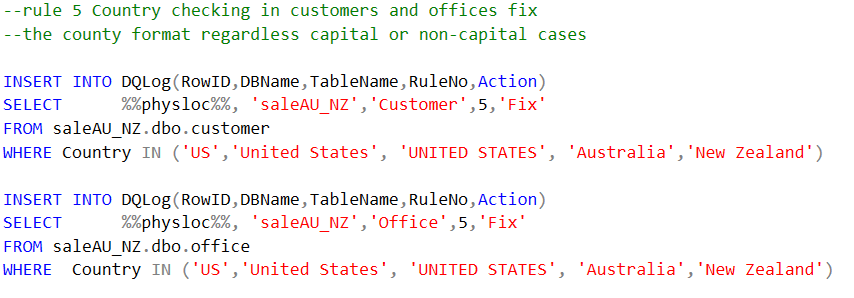 --rule 5 Country checking in customers and offices fix
--the county format regardless capital or non-capital cases
INSERT INTO DQLog(RowID,DBName,TableName,RuleNo,Action)
SELECT      %%physloc%%, 'saleAU_NZ','Customer',5,'Fix'
FROM saleAU_NZ.dbo.customer
WHERE Country IN ('US','United States', 'UNITED STATES', 'Australia','New Zealand')
INSERT INTO DQLog(RowID,DBName,TableName,RuleNo,Action)
SELECT      %%physloc%%, 'saleAU_NZ','Office',5,'Fix'
FROM saleAU_NZ.dbo.office
WHERE  Country IN ('US','United States', 'UNITED STATES', 'Australia','New Zealand')